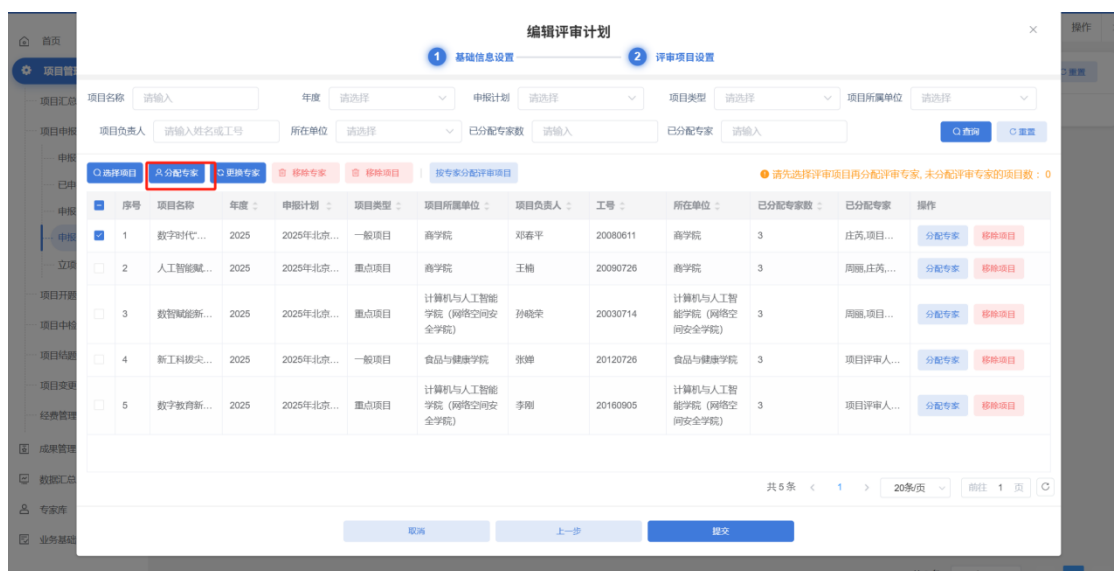 编辑评审计划
操作
首页
1 基础信息设置 2 评审项目设置
项目管
重置
项目汇总
项目名称 请输入 年度 请选择 申报计划 请选择 项目类型 请选择 项目所属单位 请选择
项目申报
项目负责人 请输入姓名或工号 所在单位 请选择 已分配专家数 请输入 已分配专家 请输入 查询 重置
申报
选择项目 分配专家 更换专家 移除专家 移除项目 按专家分配评审项目 请先选择评审项目再分配评审专家, 未分配评审专家的项目数: 0
已申
申报
序号 项目名称 年度 申报计划 项目类型 项目所属单位 项目负责人 工号 所在单位 已分配专家数 已分配专家 操作
申报
1 数字时代"... 2025 2025年北京... 一般项目 商学院 邓春平 20080611 商学院 3 庄芮,项目... 分配专家 移除项目
立项
2 人工智能赋... 2025 2025年北京... 重点项目 商学院 王楠 20090726 商学院 3 周丽,庄芮,... 分配专家 移除项目
项目开题
3 数智赋能新... 2025 2025年北京... 重点项目 计算机与人工智能学院(网络空间安全学院) 孙晓荣 20030714 计算机与人工智能学院(网络空间安全学院) 3 周丽,项目... 分配专家 移除项目
项目中检
项目结题
4 新工科拔尖... 2025 2025年北京... 一般项目 食品与健康学院 张婵 20120726 食品与健康学院 3 项目评审人... 分配专家 移除项目
项目变更
5 数字教育新... 2025 2025年北京... 重点项目 计算机与人工智能学院(网络空间安全学院) 李刚 20160905 计算机与人工智能学院(网络空间安全学院) 3 项目评审人... 分配专家 移除项目
经费管理
成果管理
数据汇总
共5条 1 20条/页 前往 1 页
专家库
取消 上一步 提交
业务基础